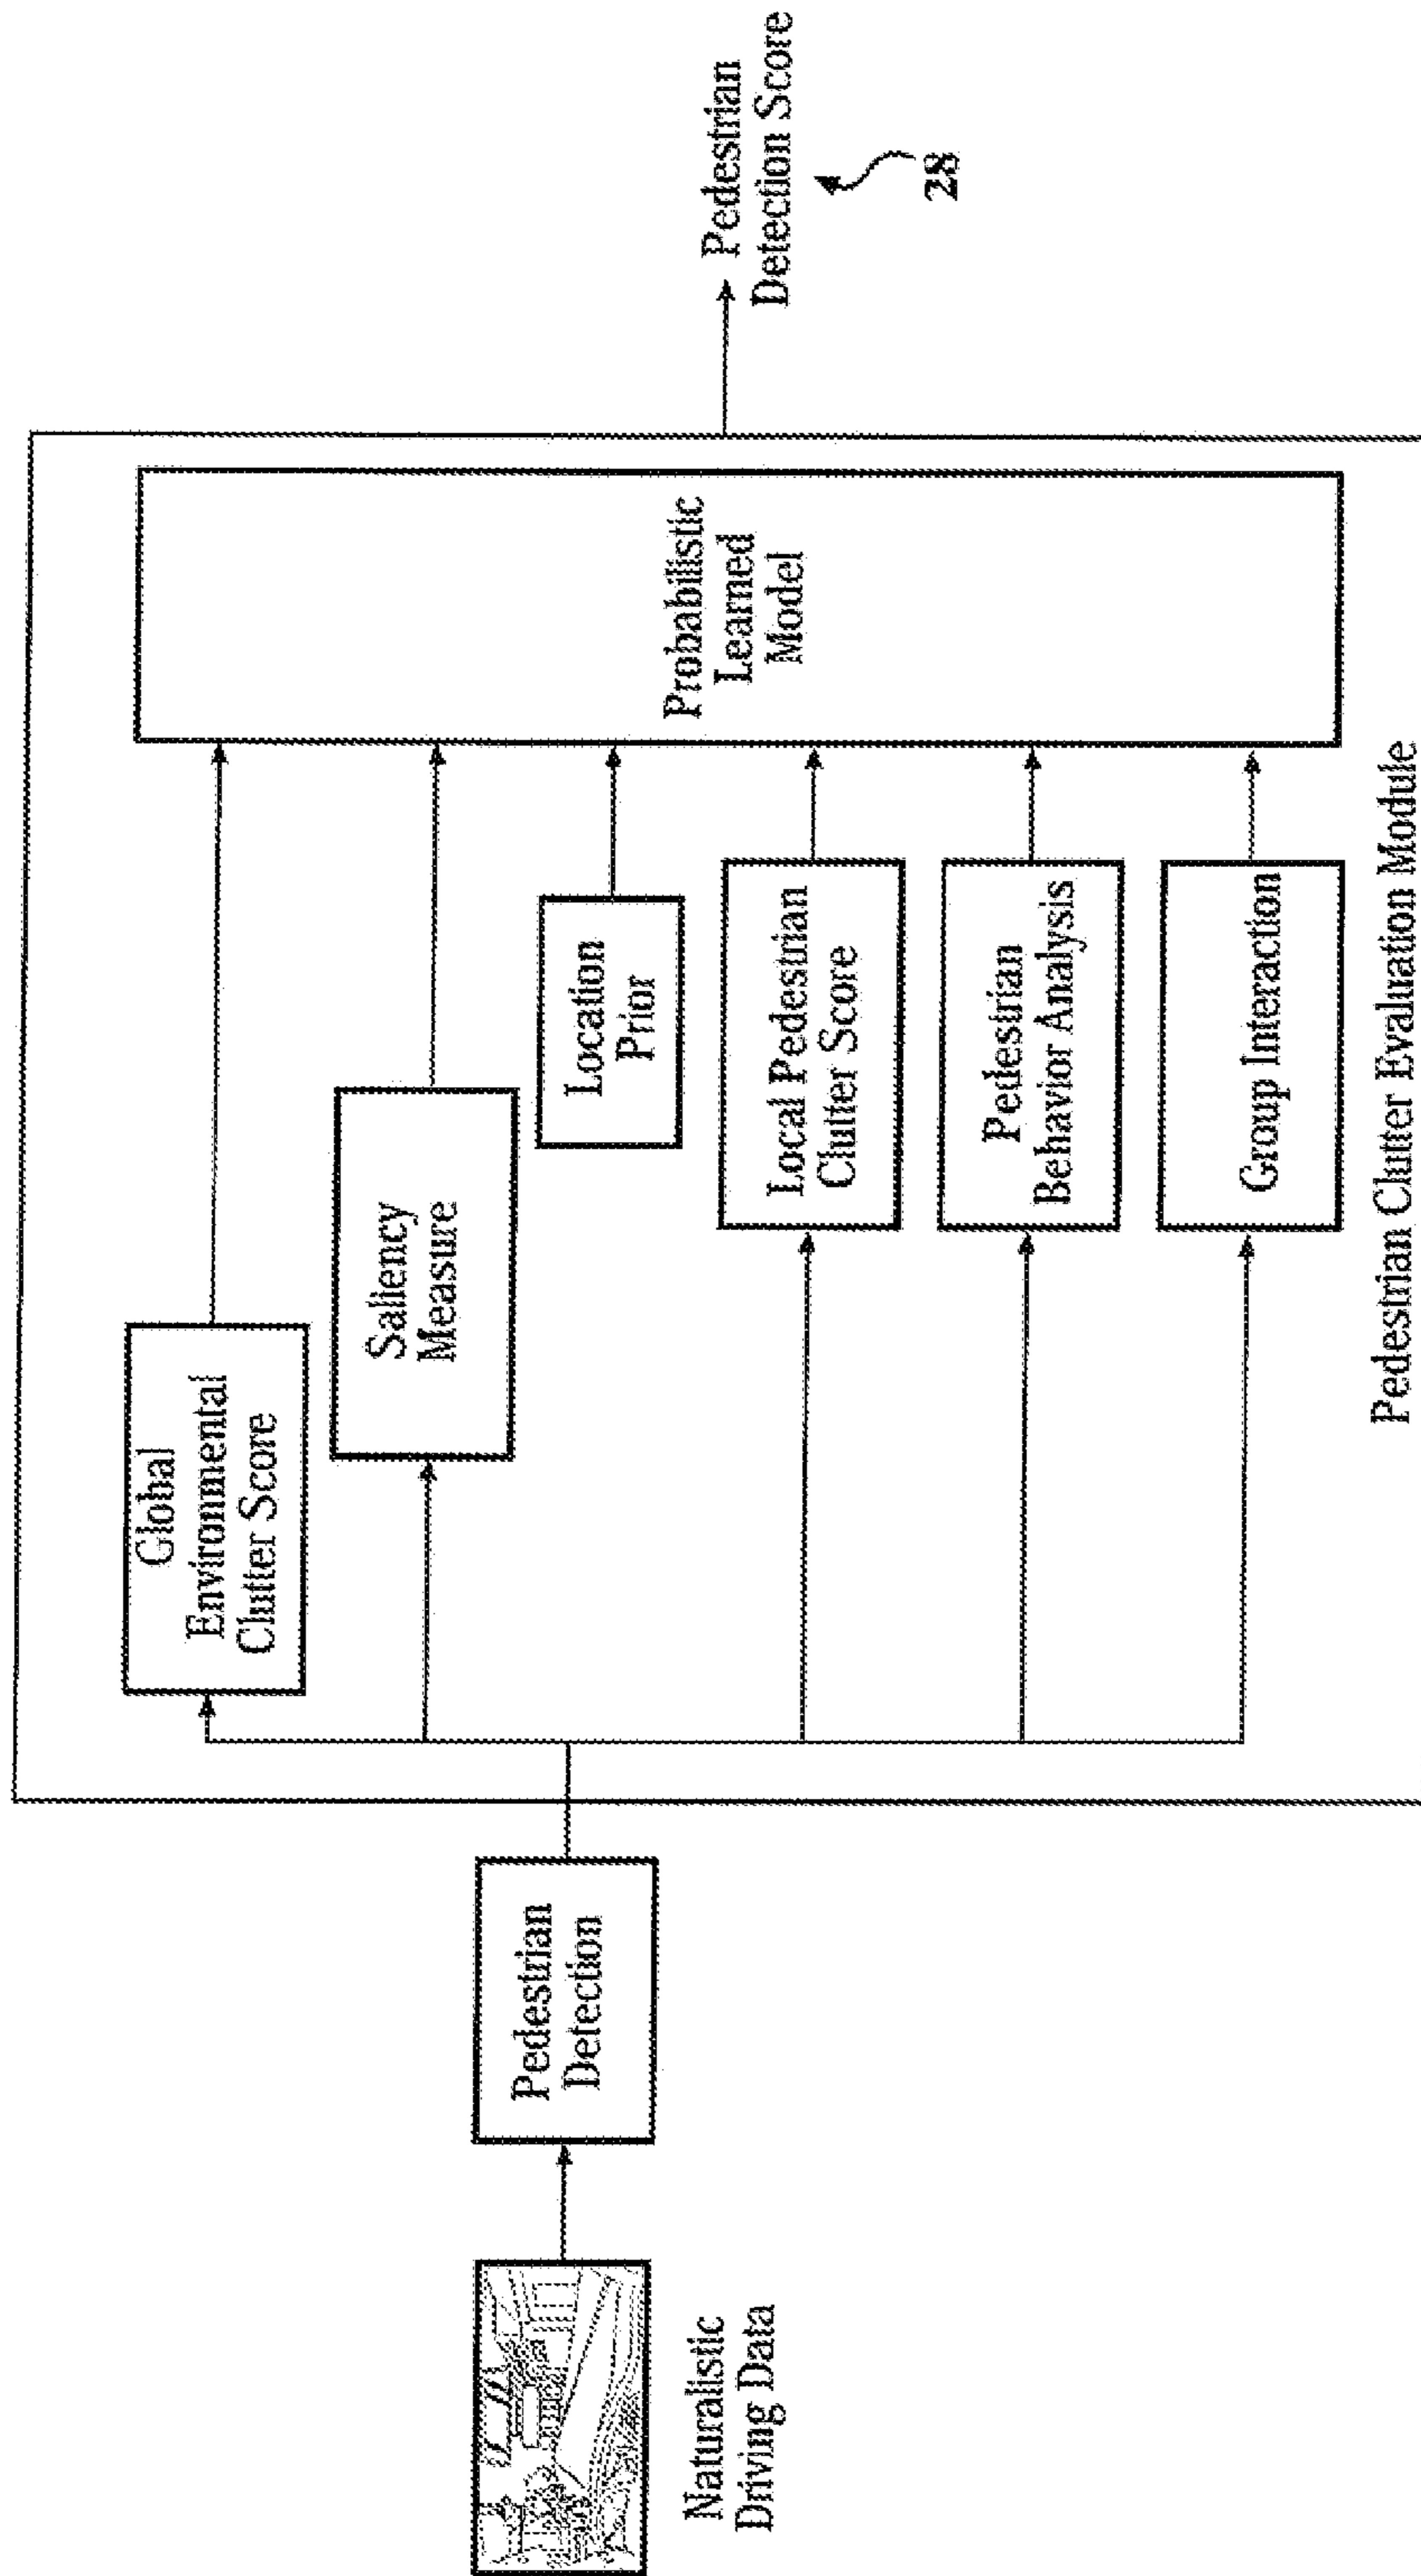 Naturalistic
Driving Data
Pedestrian
Detection
Global
Environmental
Clutter Score
Saliency
Measure
Location
Prior
Local Pedestrian
Clutter Score
Pedestrian
Behavior Analysis
Group Interaction
Probabilistic
Learned
Model
Pedestrian Clutter Evaluation Module
Pedestrian
Detection Score
28